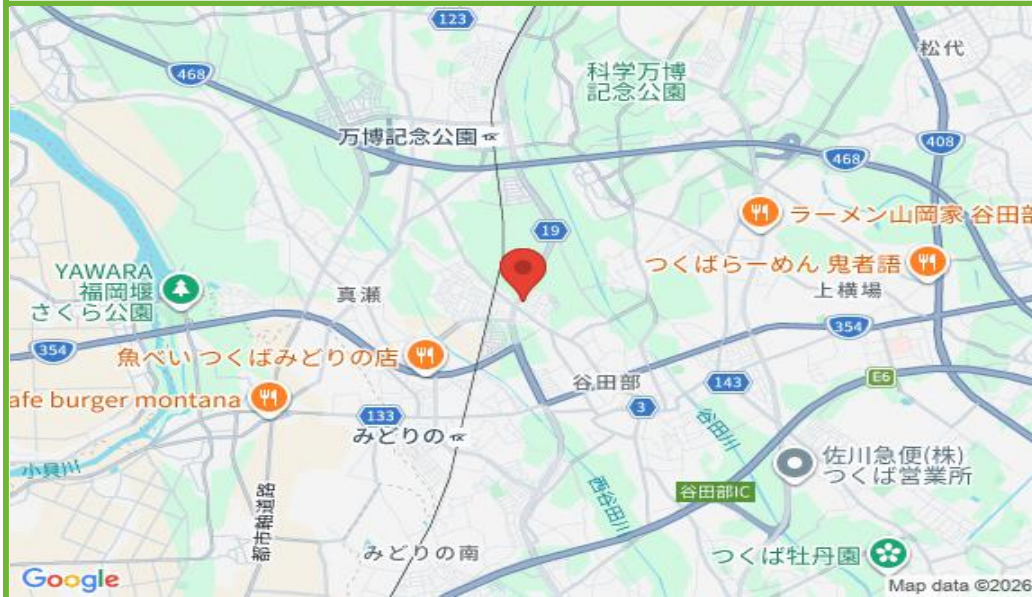 123
松代
468
科学万博
記念公園
万博記念公園
408
468
19
ラーメン山岡家 谷田部
つくばらーめん 鬼者語
YAWARA
福岡堰
さくら公園
真瀬
上横場
354
354
魚べい つくばみどりの店
谷田部
143
E6
afe burger montana
133
3
みどりの
谷田川
佐川急便(株)
つくば営業所
小貝川
谷田部IC
西谷田川
都市軸道路
みどりの南
つくば牡丹園
Google
Map data ©2026